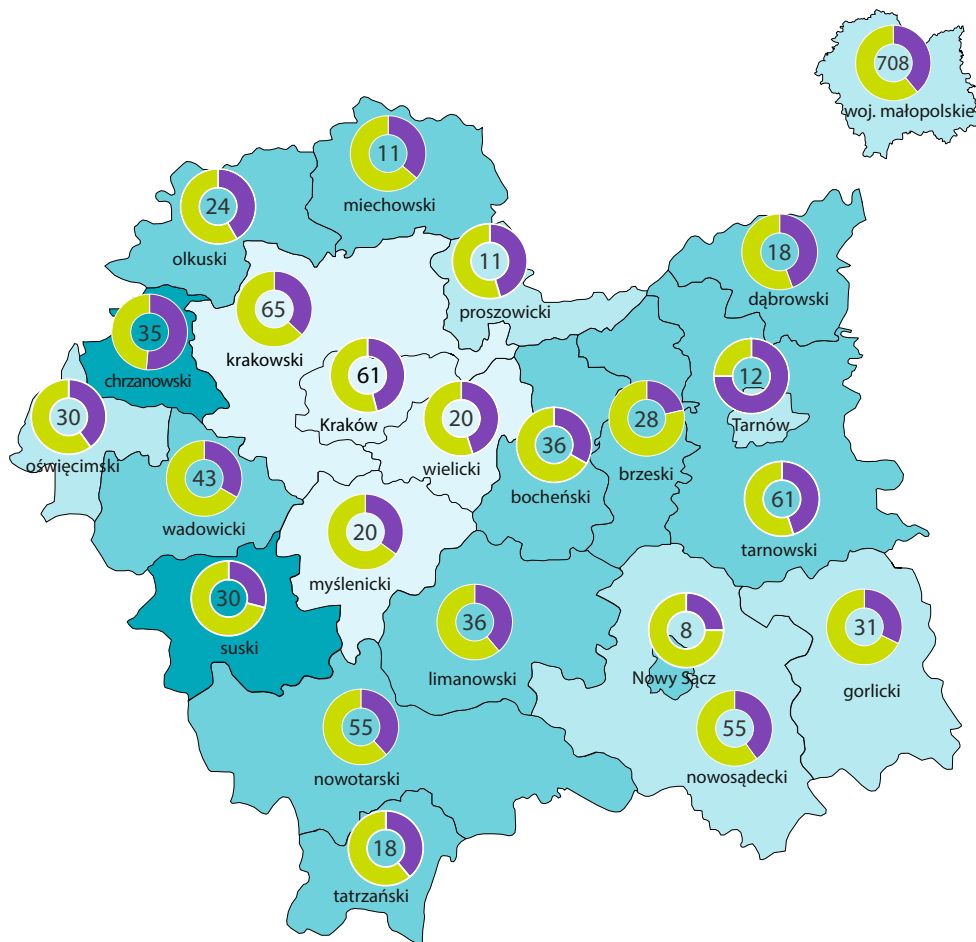 708
woj. małopolskie
11
miechowski
24
olkuski
11
proszowicki
18
dąbrowski
65
krakowski
35
chrzanowski
61
Kraków
12
Tarnów
30
oświęcimski
20
wielicki
36
bocheński
28
brzeski
43
wadowicki
61
tarnowski
20
myślenicki
30
suski
36
limanowski
8
Nowy Sącz
31
gorlicki
55
nowotarski
55
nowosądecki
18
tatrzański